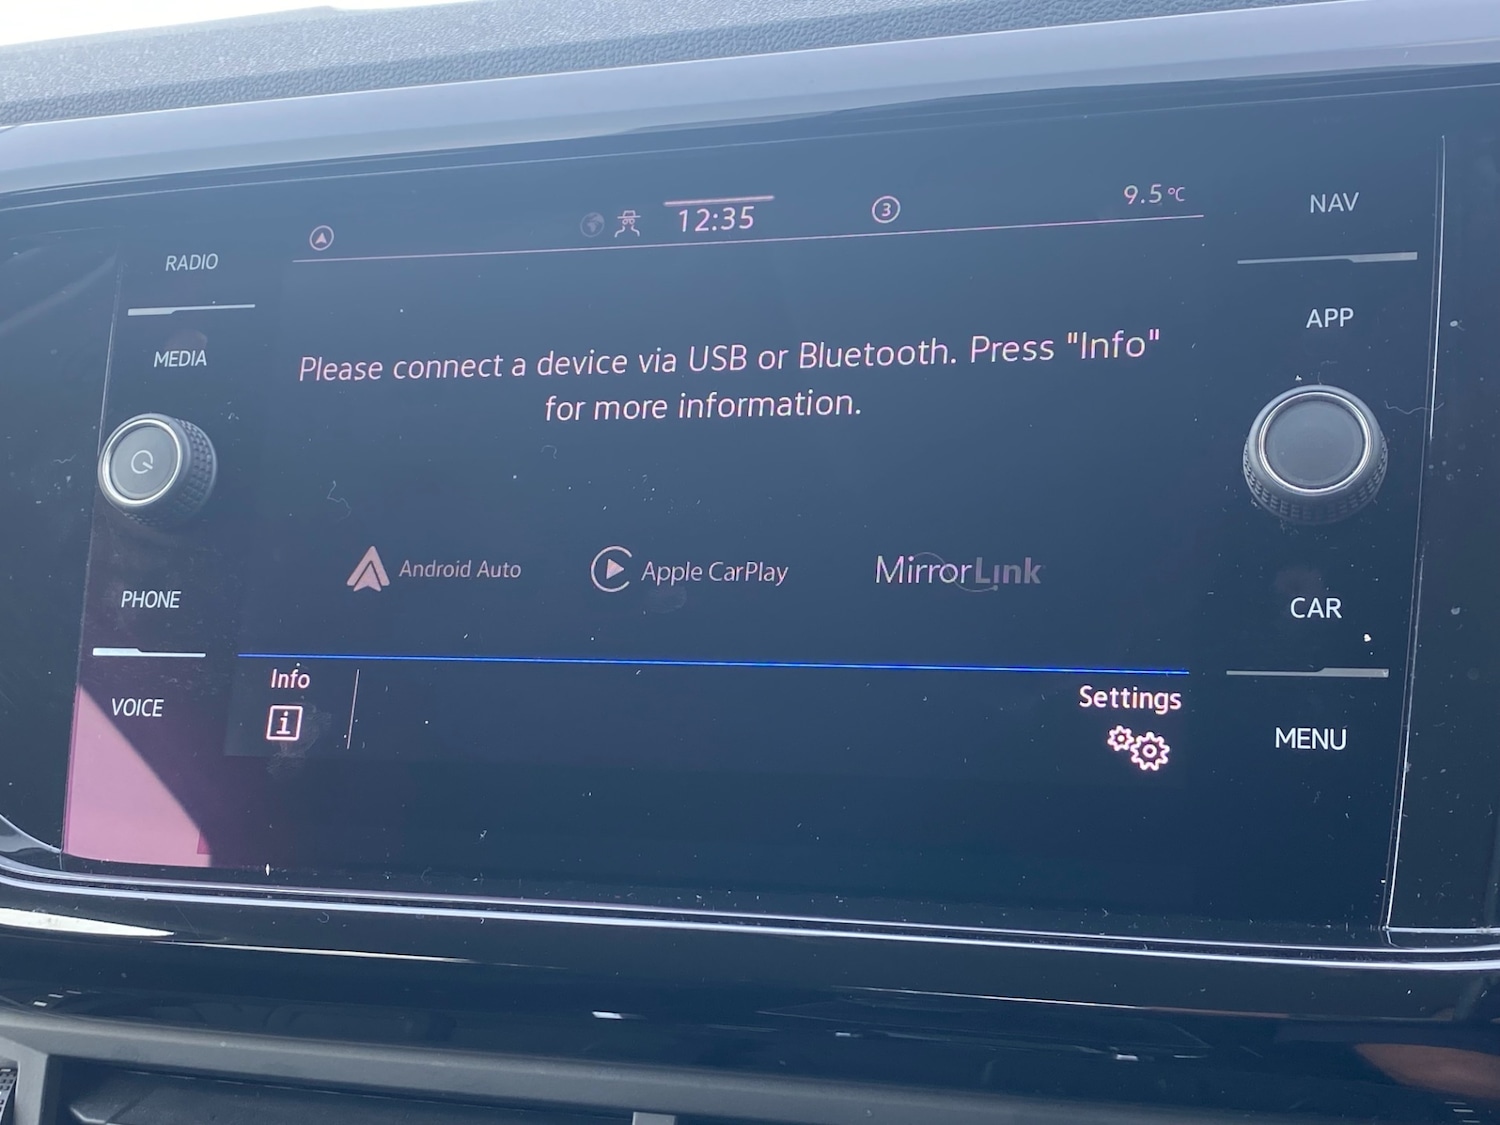 12:35
3
9.5 °C
NAV
RADIO
APP
MEDIA
Please connect a device via USB or Bluetooth. Press "Info"
for more information.
Android Auto
Apple CarPlay
MirrorLink
PHONE
CAR
Info
Settings
VOICE
MENU